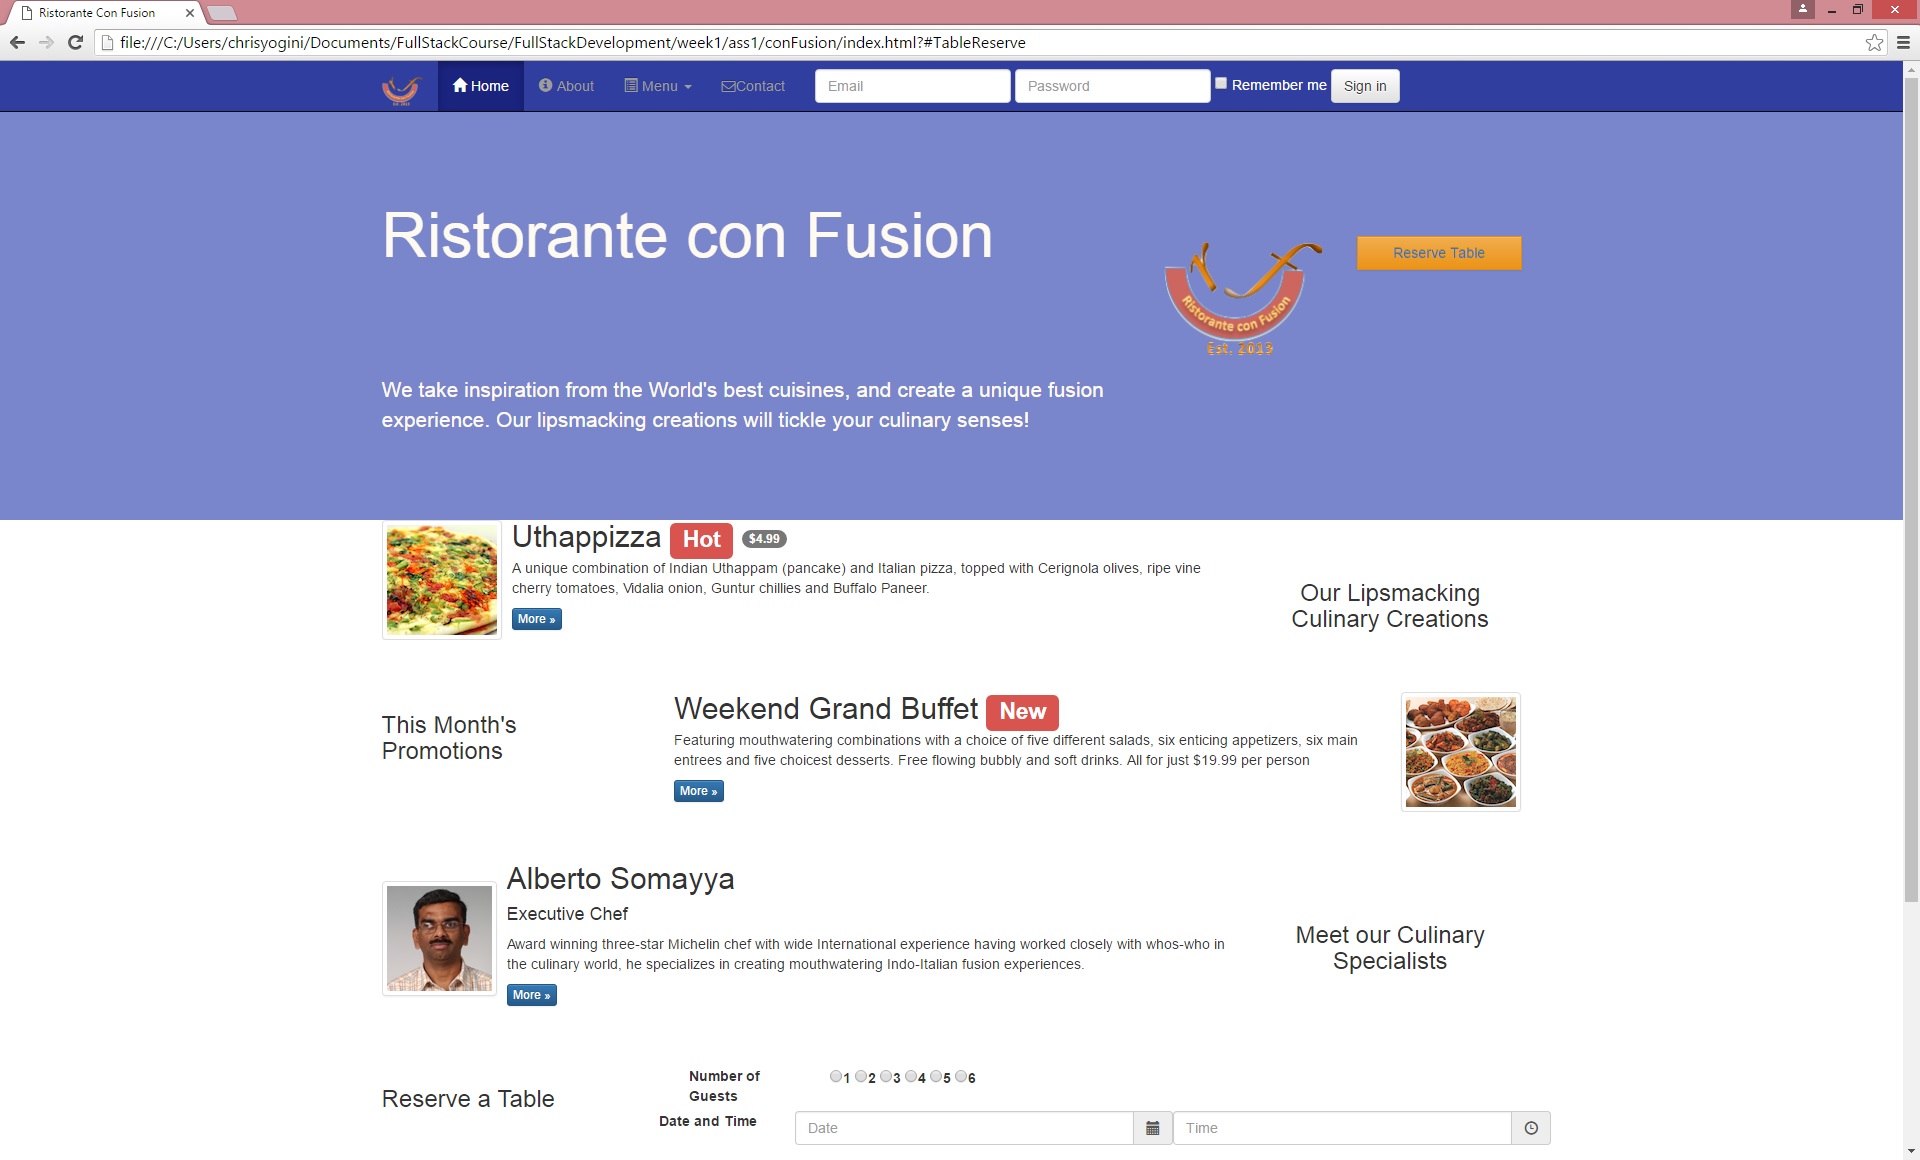 Ristorante Con Fusion
file:///C:/Users/chrisyogini/Documents/FullStackCourse/FullStackDevelopment/week1/ass1/conFusion/index.html?#TableReserve
Home About Menu Contact Email Password Remember me Sign in
Ristorante con Fusion
Reserve Table
Ristorante con Fusion
Est. 2013
We take inspiration from the World's best cuisines, and create a unique fusion
experience. Our lipsmacking creations will tickle your culinary senses!
Uthappizza Hot $4.99
A unique combination of Indian Uthappam (pancake) and Italian pizza, topped with Cerignola olives, ripe vine
cherry tomatoes, Vidalia onion, Guntur chillies and Buffalo Paneer.
More »
Our Lipsmacking
Culinary Creations
This Month's
Promotions
Weekend Grand Buffet New
Featuring mouthwatering combinations with a choice of five different salads, six enticing appetizers, six main
entrees and five choicest desserts. Free flowing bubbly and soft drinks. All for just $19.99 per person
More »
Alberto Somayya
Executive Chef
Award winning three-star Michelin chef with wide International experience having worked closely with whos-who in
the culinary world, he specializes in creating mouthwatering Indo-Italian fusion experiences.
More »
Meet our Culinary
Specialists
Reserve a Table
Number of
Guests
1 2 3 4 5 6
Date and Time
Date
Time